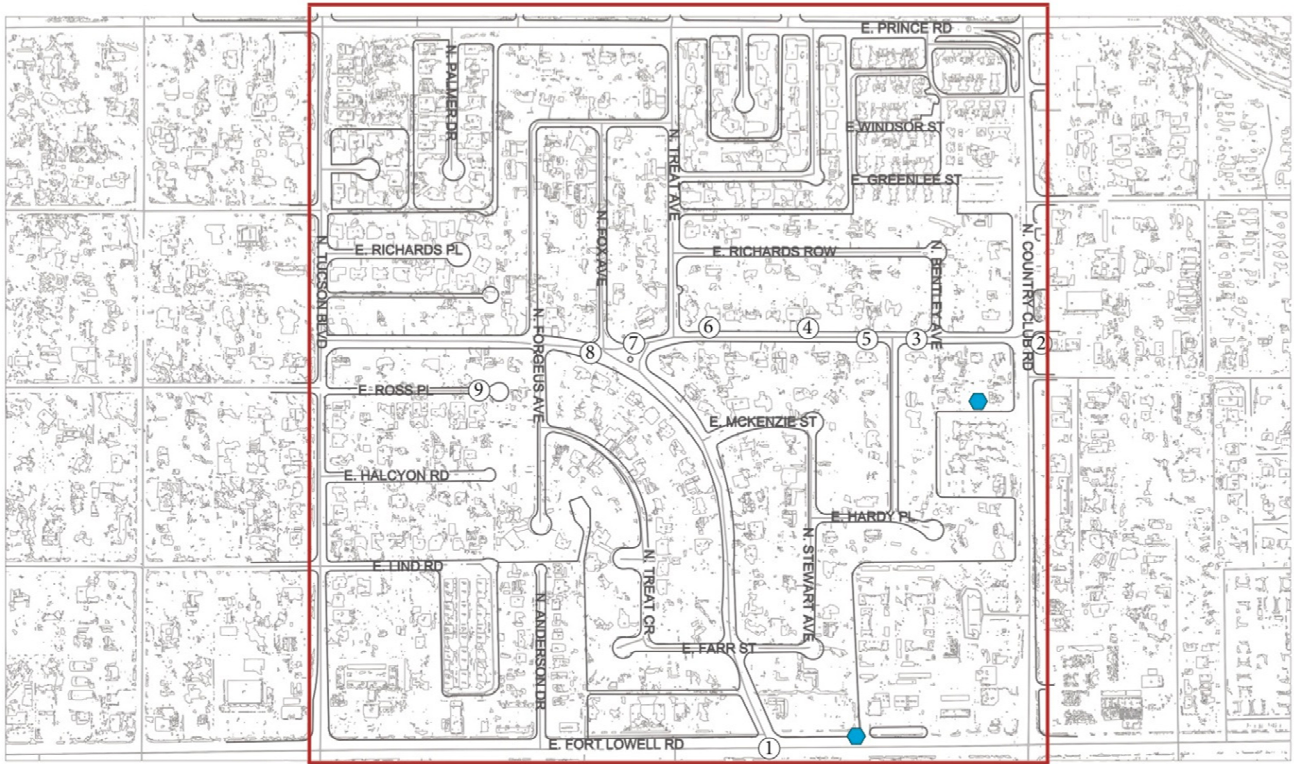 E. PRINCE RD
N. PALMER DR
E.WINDSOR ST
N. TREAT AVE
E. GREENLEE ST
N. TUCSON BLVD
E. RICHARDS PL
N. FOX AVE
E. RICHARDS ROW
N. BENTLEY AVE
N. COUNTRY CLUB RD
6
4
5
3
2
7
8
N. FORGEUS AVE
E. ROSS PL
9
E. MCKENZIE ST
E. HALCYON RD
E. HARDY PL
N. STEWART AVE
E. LIND RD
N. TREAT CR
N. ANDERSON DR
E. FARR ST
E. FORT LOWELL RD
1